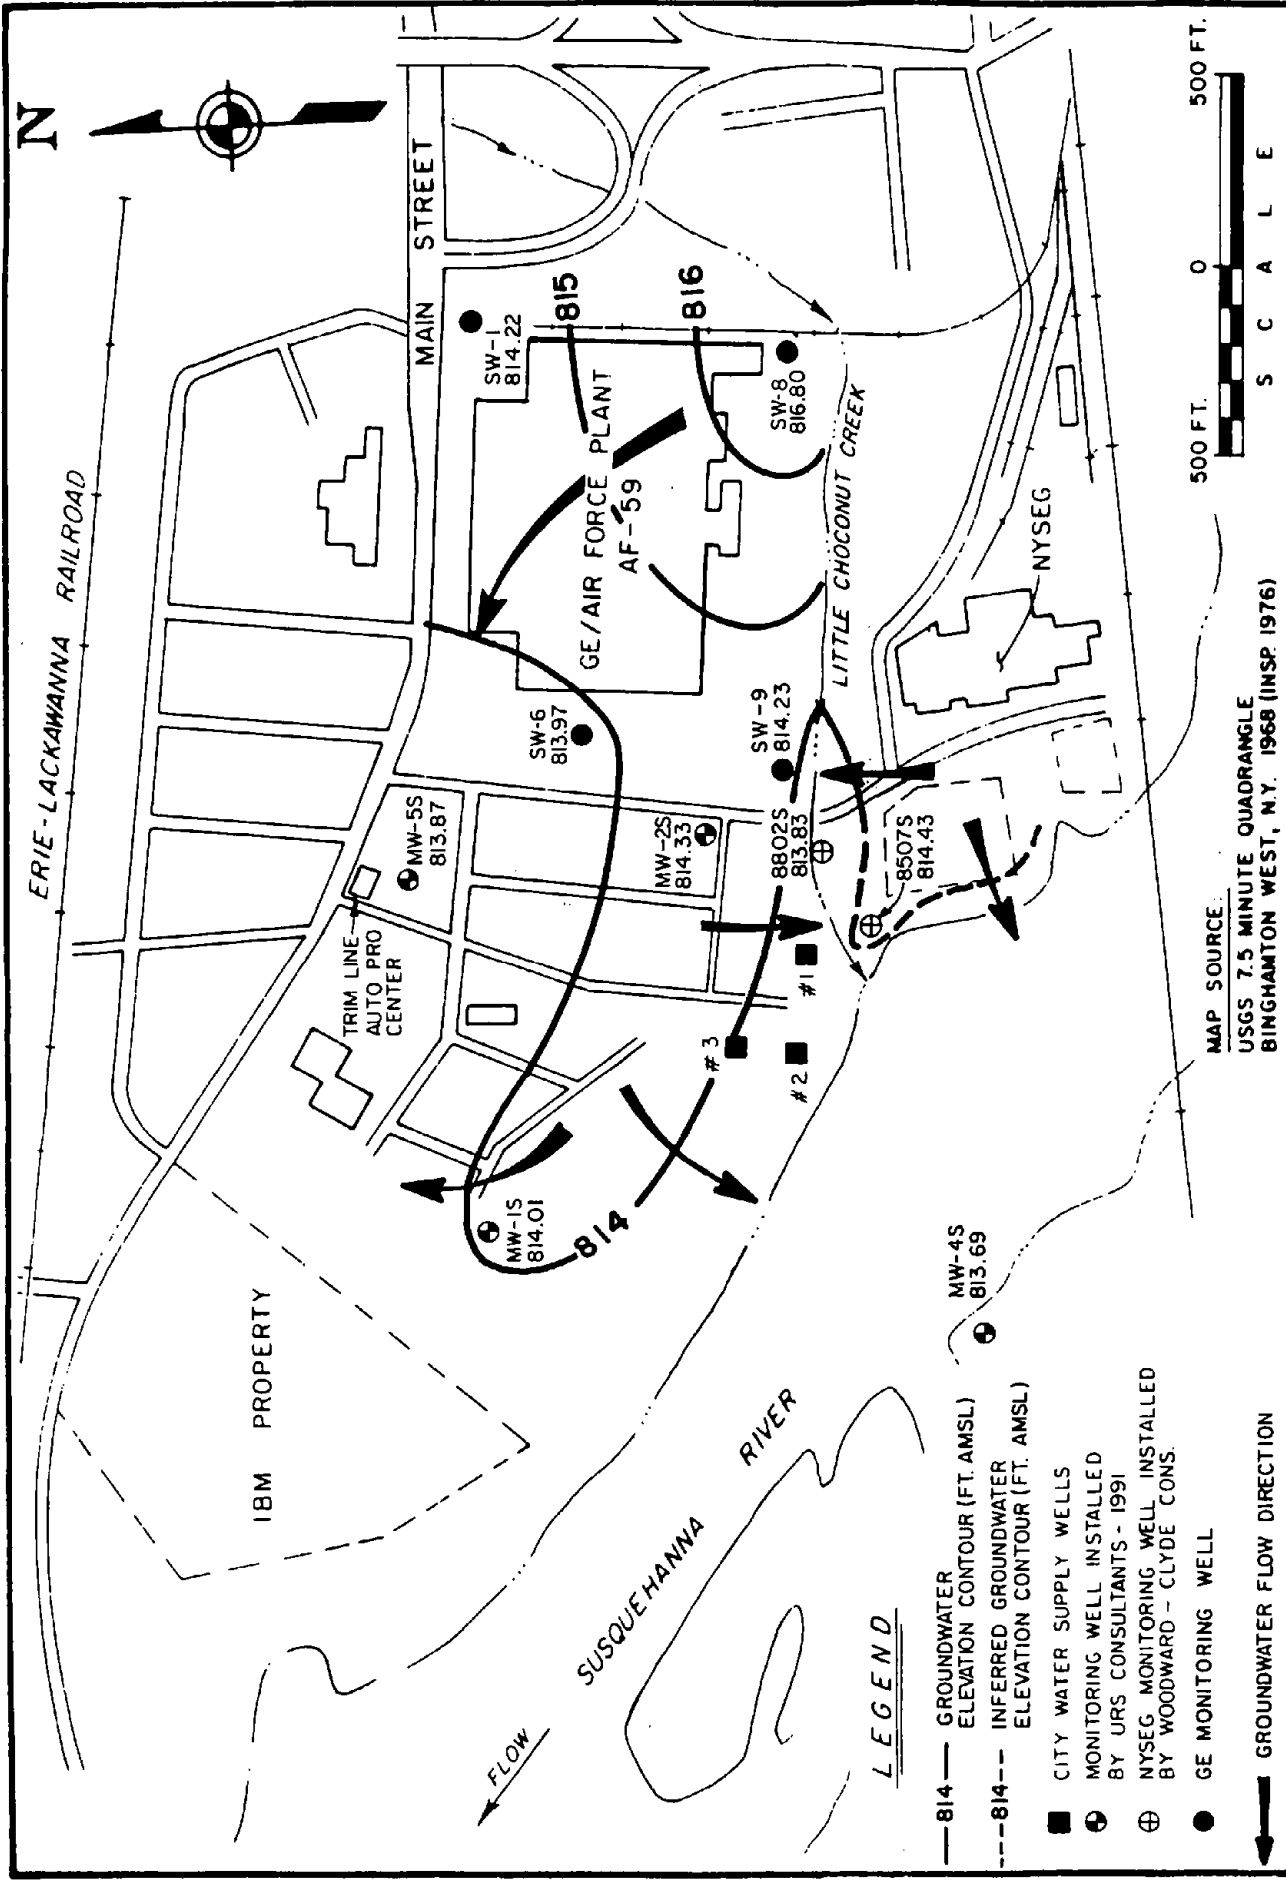 N
ERIE-LACKAWANNA RAILROAD
MAIN STREET
SW-1
814.22
815
816
GE/AIR FORCE PLANT
AF-59
SW-8
816.80
LITTLE CHOCONUT CREEK
NYSEG
SW-6
813.97
SW-9
814.23
MW-5S
813.87
MW-2S
814.33
8802S
813.83
8507S
814.43
TRIM LINE
AUTO PRO
CENTER
#1
#3
#2
MW-1S
814.01
814
IBM PROPERTY
MW-4S
813.69
SUSQUEHANNA RIVER
FLOW
LEGEND
814 GROUNDWATER
ELEVATION CONTOUR (FT. AMSL)
814 INFERRED GROUNDWATER
ELEVATION CONTOUR (FT. AMSL)
CITY WATER SUPPLY WELLS
MONITORING WELL INSTALLED
BY URS CONSULTANTS - 1991
NYSEG MONITORING WELL INSTALLED
BY WOODWARD - CLYDE CONS.
GE MONITORING WELL
GROUNDWATER FLOW DIRECTION
MAP SOURCE:
USGS 7.5 MINUTE QUADRANGLE
BINGHAMTON WEST, N.Y. 1968 (INSP. 1976)
500 FT. 0 500 FT.
SCALE